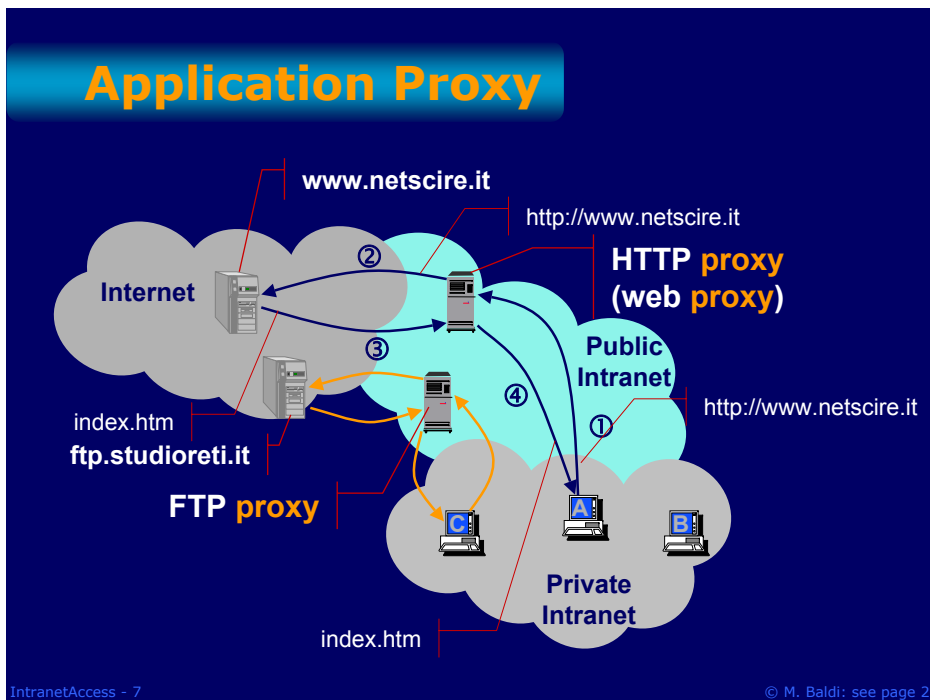 Application Proxy
www.netscire.it
http://www.netscire.it
HTTP proxy
(web proxy)
②
Internet
Public
Intranet
③
④
①
http://www.netscire.it
index.htm
ftp.studioreti.it
FTP proxy
C
A
B
Private
Intranet
index.htm
IntranetAccess - 7
© M. Baldi: see page 2